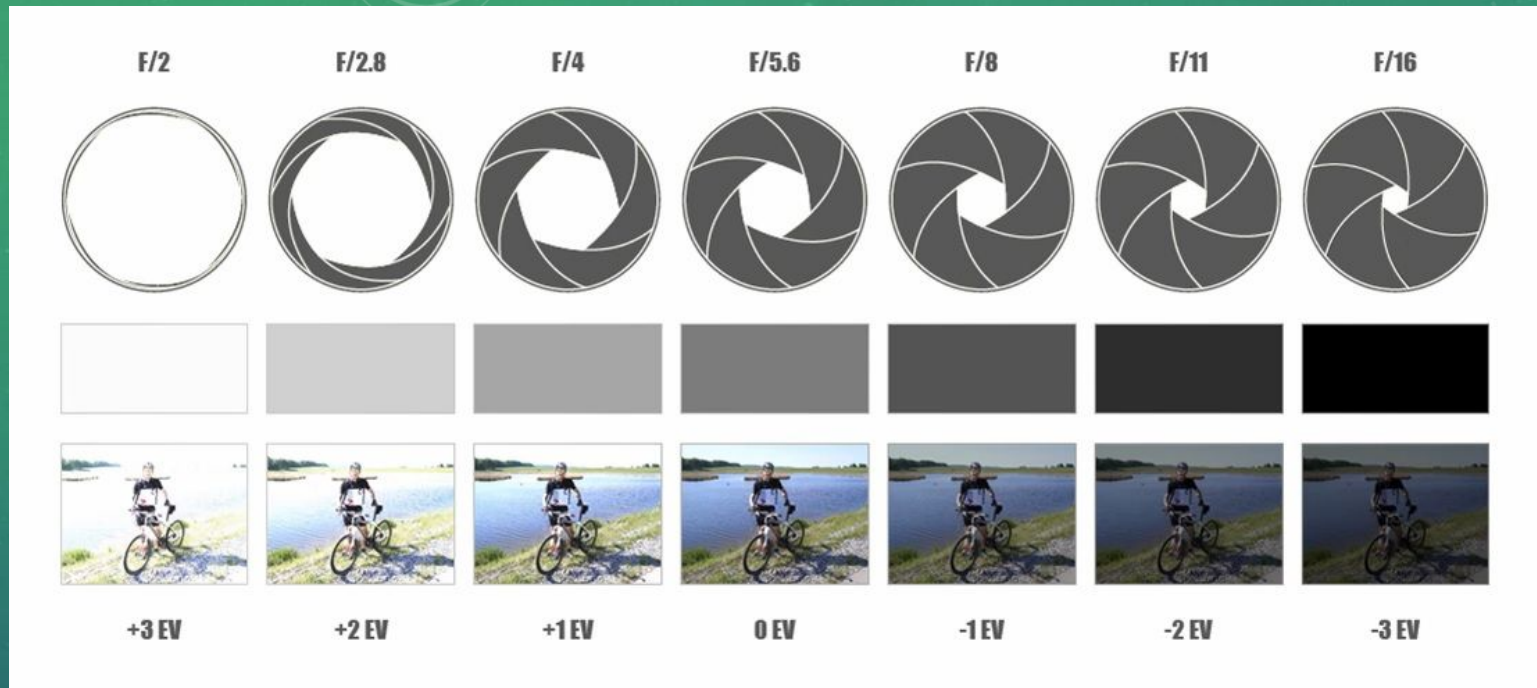 F/2 F/2.8 F/4 F/5.6 F/8 F/11 F/16
+3 EV +2 EV +1 EV 0 EV -1 EV -2 EV -3 EV